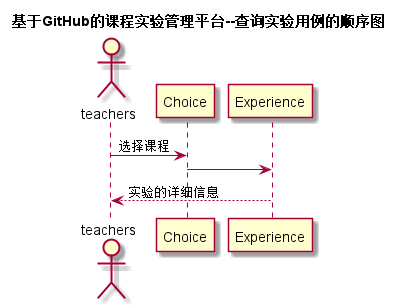 基于GitHub的课程实验管理平台--查询实验用例的顺序图
teachers
Choice
Experience
选择课程
实验的详细信息
teachers
Choice
Experience